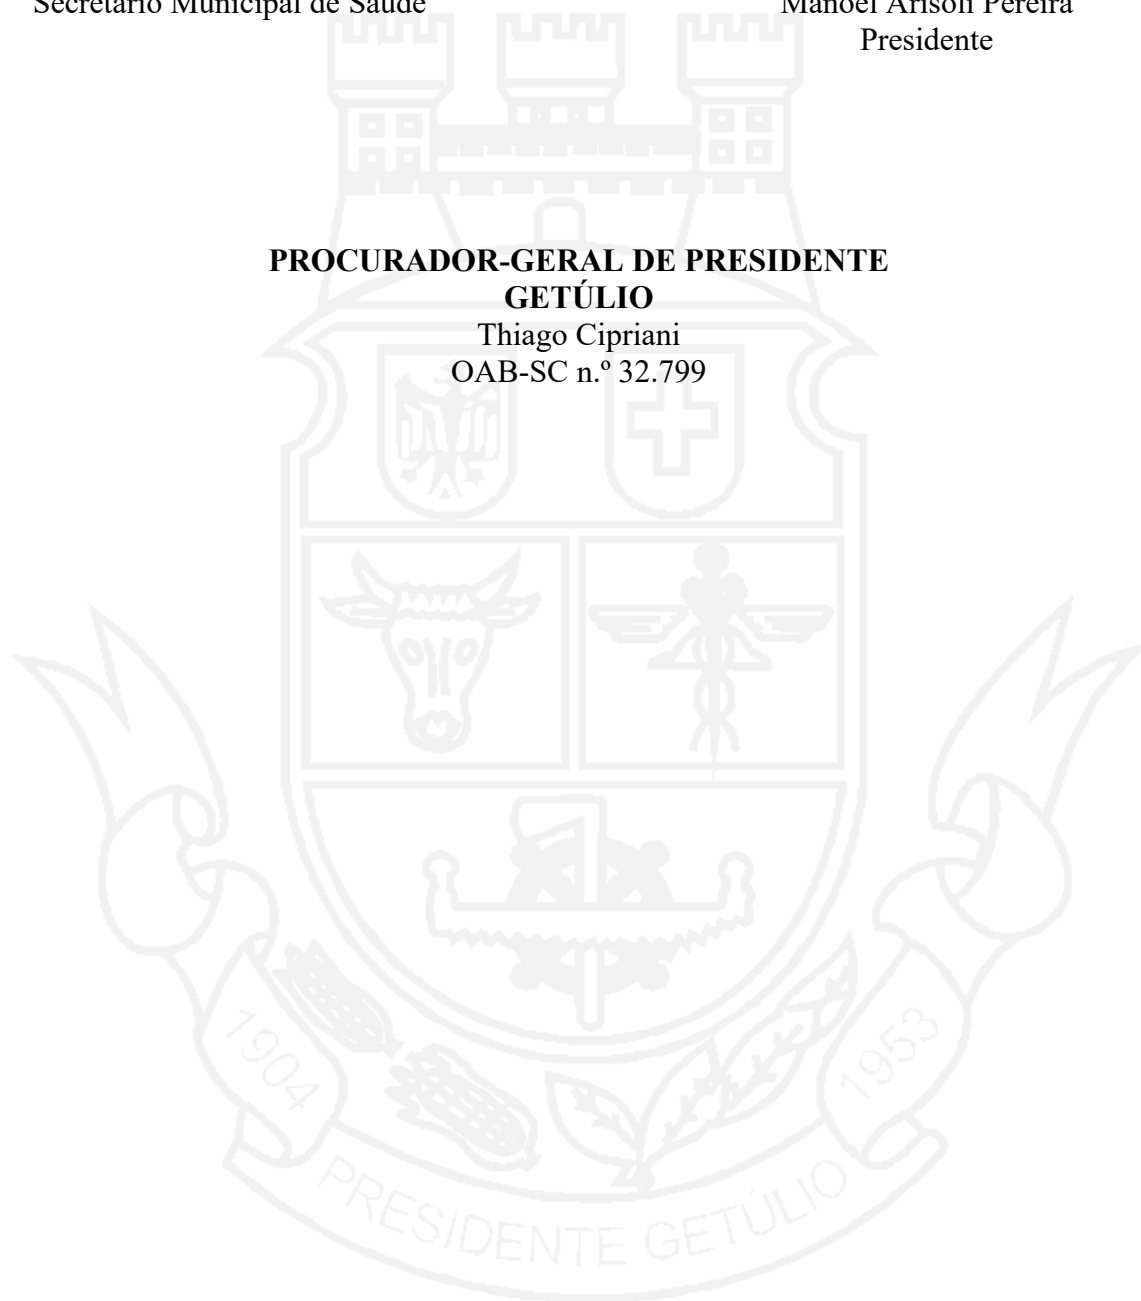 Secretário Municipal de Saúde
Manoel Arisoli Pereira
Presidente
PROCURADOR-GERAL DE PRESIDENTE
GETÚLIO
Thiago Cipriani
OAB-SC n.º 32.799
1904
1953
PRESIDENTE GETÚLIO